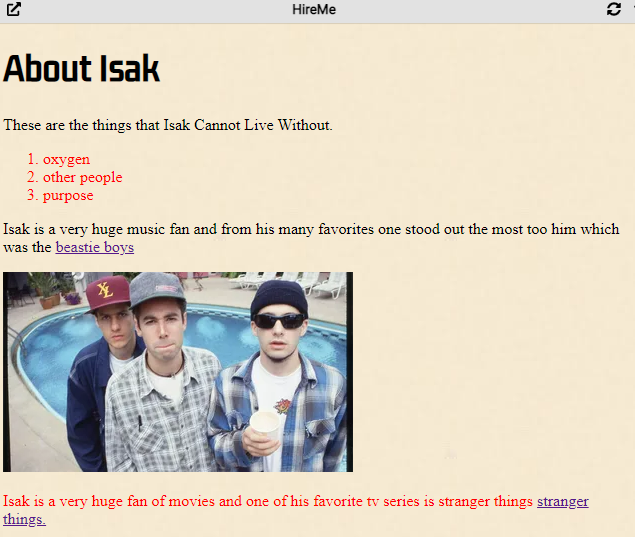 HireMe
About Isak
These are the things that Isak Cannot Live Without.
1. oxygen
2. other people
3. purpose
Isak is a very huge music fan and from his many favorites one stood out the most too him which
was the beastie boys
XL
Isak is a very huge fan of movies and one of his favorite tv series is stranger things stranger
things.